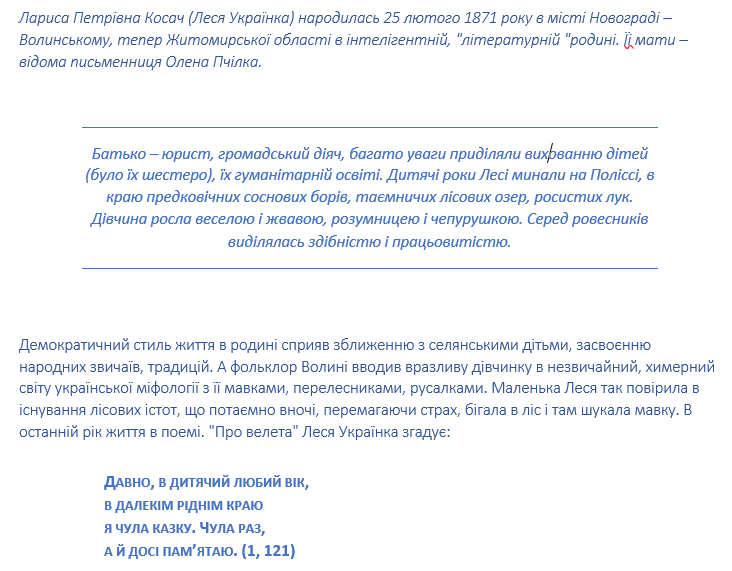 Лариса Петрівна Косач (Леся Українка) народилась 25 лютого 1871 року в місті Новограді –
Волинському, тепер Житомирської області в інтелігентній, "літературній "родині. Її мати –
відома письменниця Олена Пчілка.
Батько – юрист, громадський діяч, багато уваги приділяли вихованню дітей
(було їх шестеро), їх гуманітарній освіті. Дитячі роки Лесі минали на Поліссі, в
краю предковічних соснових борів, таємничих лісових озер, росистих лук.
Дівчина росла веселою і жвавою, розумницею і чепурушкою. Серед ровесників
виділялась здібністю і працьовитістю.
Демократичний стиль життя в родині сприяв зближенню з селянськими дітьми, засвоєнню
народних звичаїв, традицій. А фольклор Волині вводив вразливу дівчинку в незвичайний, химерний
світу української міфології з її мавками, перелесниками, русалками. Маленька Леся так повірила в
існування лісових істот, що потаємно вночі, перемагаючи страх, бігала в ліс і там шукала мавку. В
останній рік життя в поемі. "Про велета" Леся Українка згадує:
Давно, в дитячий любий вік,
в далекім ріднім краю
я чула казку. Чула раз,
а й досі пам’ятаю. (1, 121)